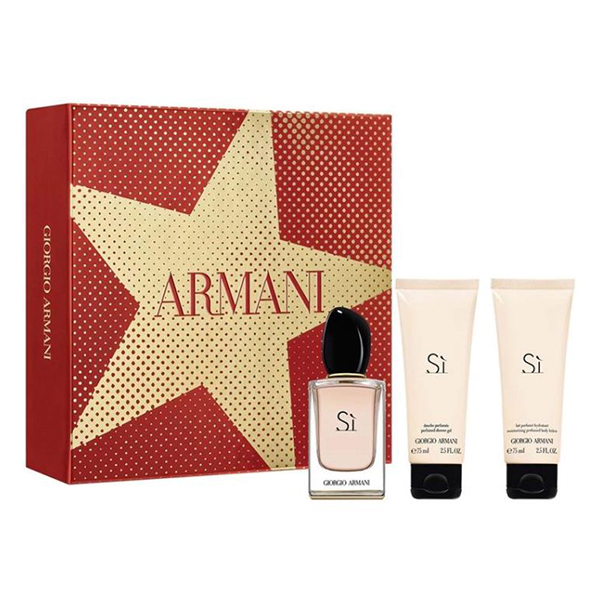 GIORGIO ARMANI
ARMANI
Sì
GIORGIO ARMANI
Sì
douche parfumée
perfumed shower gel
GIORGIO ARMANI
℮75 ml 2.5 FL.OZ.
Sì
lait parfumé hydratant
moisturizing perfumed body lotion
GIORGIO ARMANI
℮75 ml 2.5 FL.OZ.